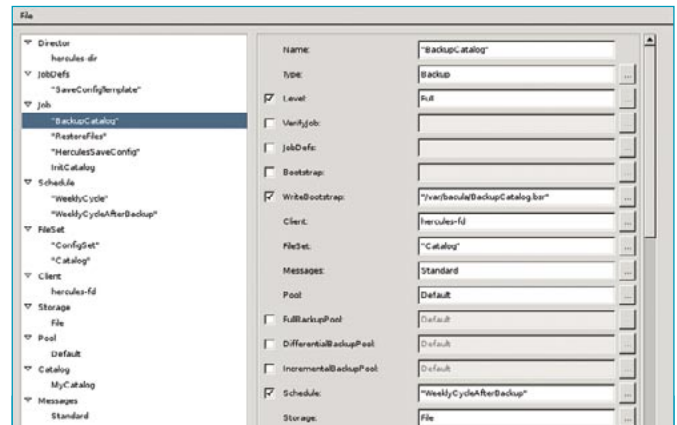 File
Director
hercules-dir
JobDefs
"SaveConfigTemplate"
Job
"BackupCatalog"
"RestoreFiles"
"HerculesSaveConfig"
InitCatalog
Schedule
"WeeklyCycle"
"WeeklyCycleAfterBackup"
FileSet
"ConfigSet"
"Catalog"
Client
hercules-fd
Storage
File
Pool
Default
Catalog
MyCatalog
Messages
Standard
Name: "BackupCatalog"
Type: Backup ...
Level: Full ...
VerifyJob: ...
JobDefs: ...
Bootstrap: ...
WriteBootstrap: "/var/bacula/BackupCatalog.bsr" ...
Client: hercules-fd ...
FileSet: "Catalog" ...
Messages: Standard ...
Pool: Default ...
FullBackupPool: Default ...
DifferentialBackupPool: Default ...
IncrementalBackupPool: Default ...
Schedule: "WeeklyCycleAfterBackup" ...
Storage: File ...